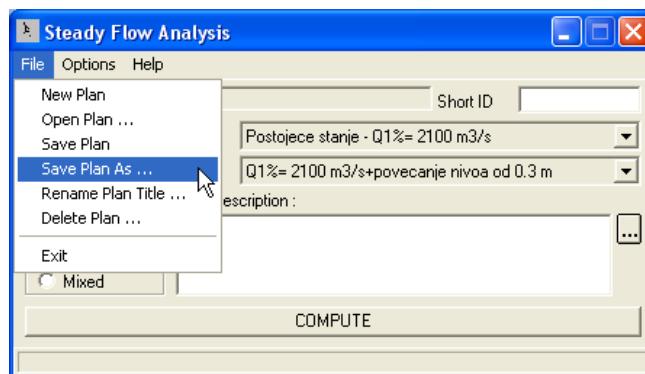 Steady Flow Analysis
File Options Help
New Plan
Open Plan ...
Save Plan
Save Plan As ...
Rename Plan Title ...
Delete Plan ...
Exit
Short ID
Postojece stanje - Q1%= 2100 m3/s
Q1%= 2100 m3/s+povecanje nivoa od 0.3 m
escription :
...
Mixed
COMPUTE